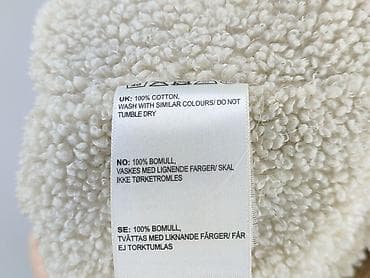 UK: 100% COTTON,
WASH WITH SIMILAR COLOURS/ DO NOT
TUMBLE DRY
NO: 100% BOMULL,
VASKES MED LIGNENDE FARGER/ SKAL
IKKE TØRKETROMLES
SE: 100% BOMULL,
TVÄTTAS MED LIKNANDE FÄRGER/ FÅR
EJ TORKTUMLAS